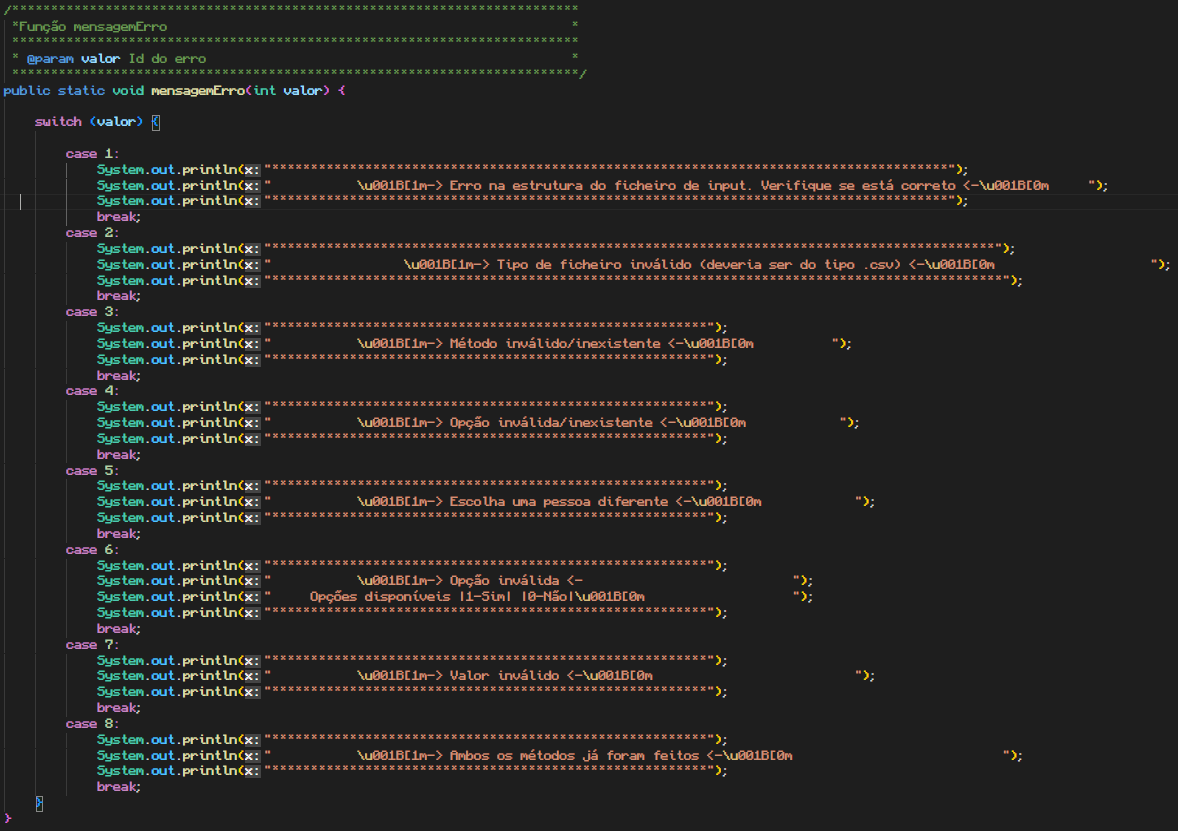 /*************************************************************************
 *Função mensagemErro                                                    *
 *************************************************************************
 * @param valor Id do erro                                               *
 *************************************************************************/
public static void mensagemErro(int valor) {
    switch (valor) {
        case 1:
            System.out.println(x:"***************************************************************************************");
            System.out.println(x:"           \u001B[1m-> Erro na estrutura do ficheiro de input. Verifique se está correto <-\u001B[0m     ");
            System.out.println(x:"***************************************************************************************");
            break;
        case 2:
            System.out.println(x:"*********************************************************************************************");
            System.out.println(x:"                 \u001B[1m-> Tipo de ficheiro inválido (deveria ser do tipo .csv) <-\u001B[0m                    ");
            System.out.println(x:"**********************************************************************************************");
            break;
        case 3:
            System.out.println(x:"********************************************************");
            System.out.println(x:"           \u001B[1m-> Método inválido/inexistente <-\u001B[0m          ");
            System.out.println(x:"********************************************************");
            break;
        case 4:
            System.out.println(x:"********************************************************");
            System.out.println(x:"           \u001B[1m-> Opção inválida/inexistente <-\u001B[0m            ");
            System.out.println(x:"********************************************************");
            break;
        case 5:
            System.out.println(x:"********************************************************");
            System.out.println(x:"           \u001B[1m-> Escolha uma pessoa diferente <-\u001B[0m            ");
            System.out.println(x:"********************************************************");
            break;
        case 6:
            System.out.println(x:"********************************************************");
            System.out.println(x:"           \u001B[1m-> Opção inválida <-                           ");
            System.out.println(x:"     Opções disponíveis |1-Sim| |0-Não|\u001B[0m                   ");
            System.out.println(x:"********************************************************");
            break;
        case 7:
            System.out.println(x:"********************************************************");
            System.out.println(x:"           \u001B[1m-> Valor inválido <-\u001B[0m                          ");
            System.out.println(x:"********************************************************");
            break;
        case 8:
            System.out.println(x:"********************************************************");
            System.out.println(x:"           \u001B[1m-> Ambos os métodos já foram feitos <-\u001B[0m                           ");
            System.out.println(x:"********************************************************");
            break;
    }
}